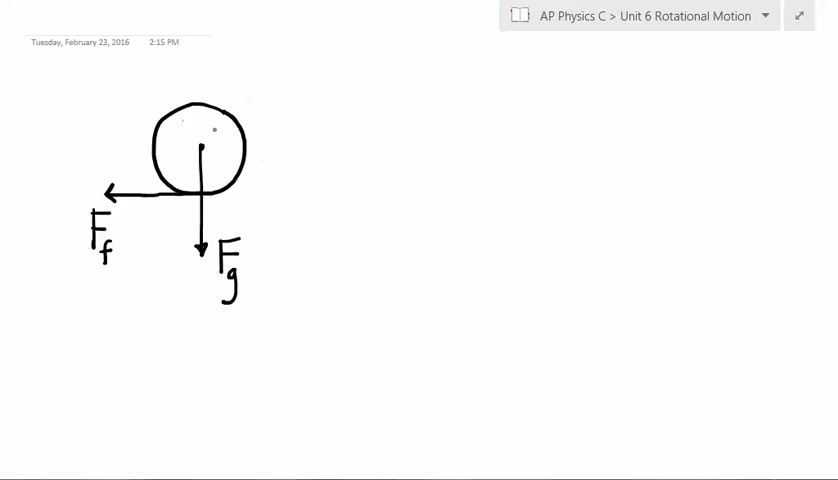 AP Physics C > Unit 6 Rotational Motion
Tuesday, February 23, 2016 2:15 PM
Ff
Fg